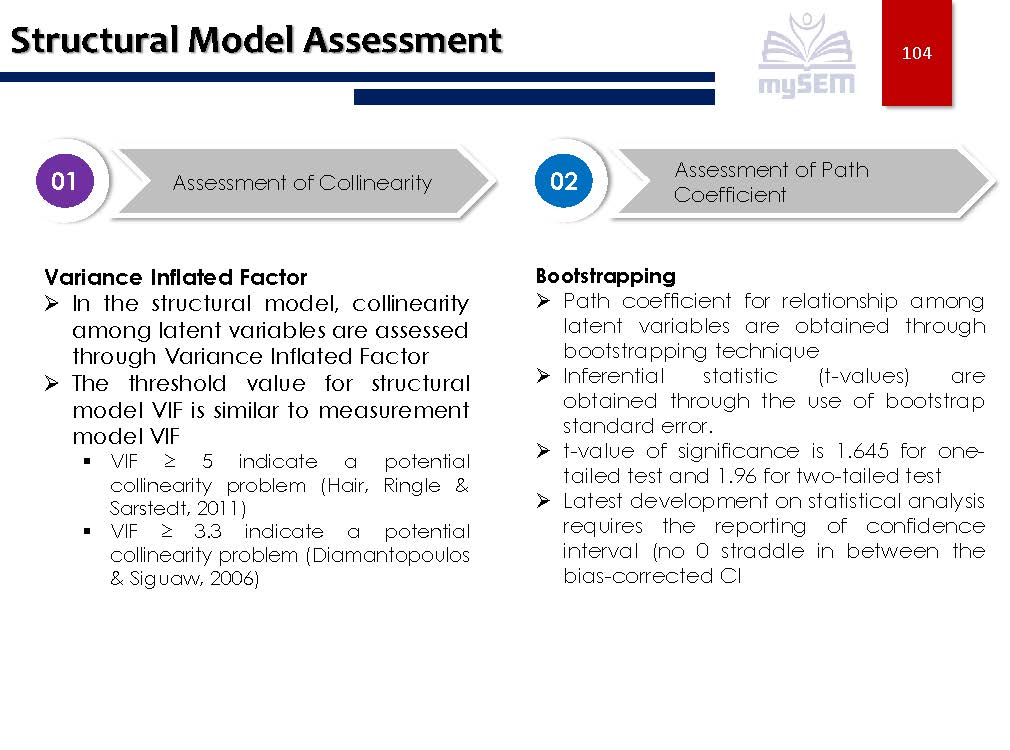 Structural Model Assessment
mySEM
104
01
Assessment of Collinearity
02
Assessment of Path
Coefficient
Variance Inflated Factor
➢ In the structural model, collinearity
among latent variables are assessed
through Variance Inflated Factor
➢ The threshold value for structural
model VIF is similar to measurement
model VIF
▪ VIF ≥ 5 indicate a potential
collinearity problem (Hair, Ringle &
Sarstedt, 2011)
▪ VIF ≥ 3.3 indicate a potential
collinearity problem (Diamantopoulos
& Siguaw, 2006)
Bootstrapping
➢ Path coefficient for relationship among
latent variables are obtained through
bootstrapping technique
➢ Inferential statistic (t-values) are
obtained through the use of bootstrap
standard error.
➢ t-value of significance is 1.645 for one-
tailed test and 1.96 for two-tailed test
➢ Latest development on statistical analysis
requires the reporting of confidence
interval (no 0 straddle in between the
bias-corrected CI